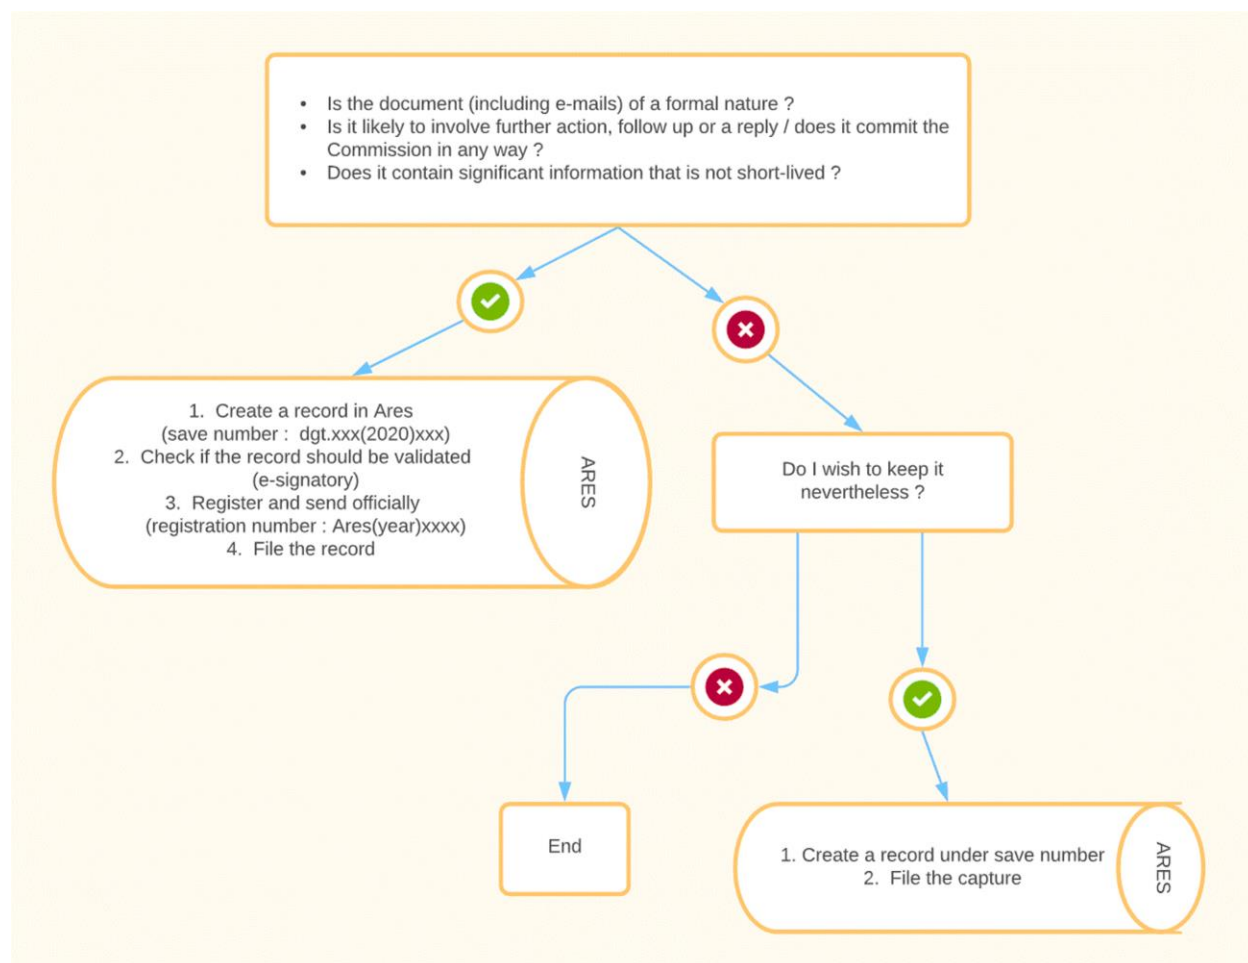 • Is the document (including e-mails) of a formal nature ?
• Is it likely to involve further action, follow up or a reply / does it commit the
Commission in any way ?
• Does it contain significant information that is not short-lived ?
1. Create a record in Ares
(save number : dgt.xxx(2020)xxx)
2. Check if the record should be validated
(e-signatory)
3. Register and send officially
(registration number : Ares(year)xxxx)
4. File the record
ARES
Do I wish to keep it
nevertheless ?
End
1. Create a record under save number
2. File the capture
ARES